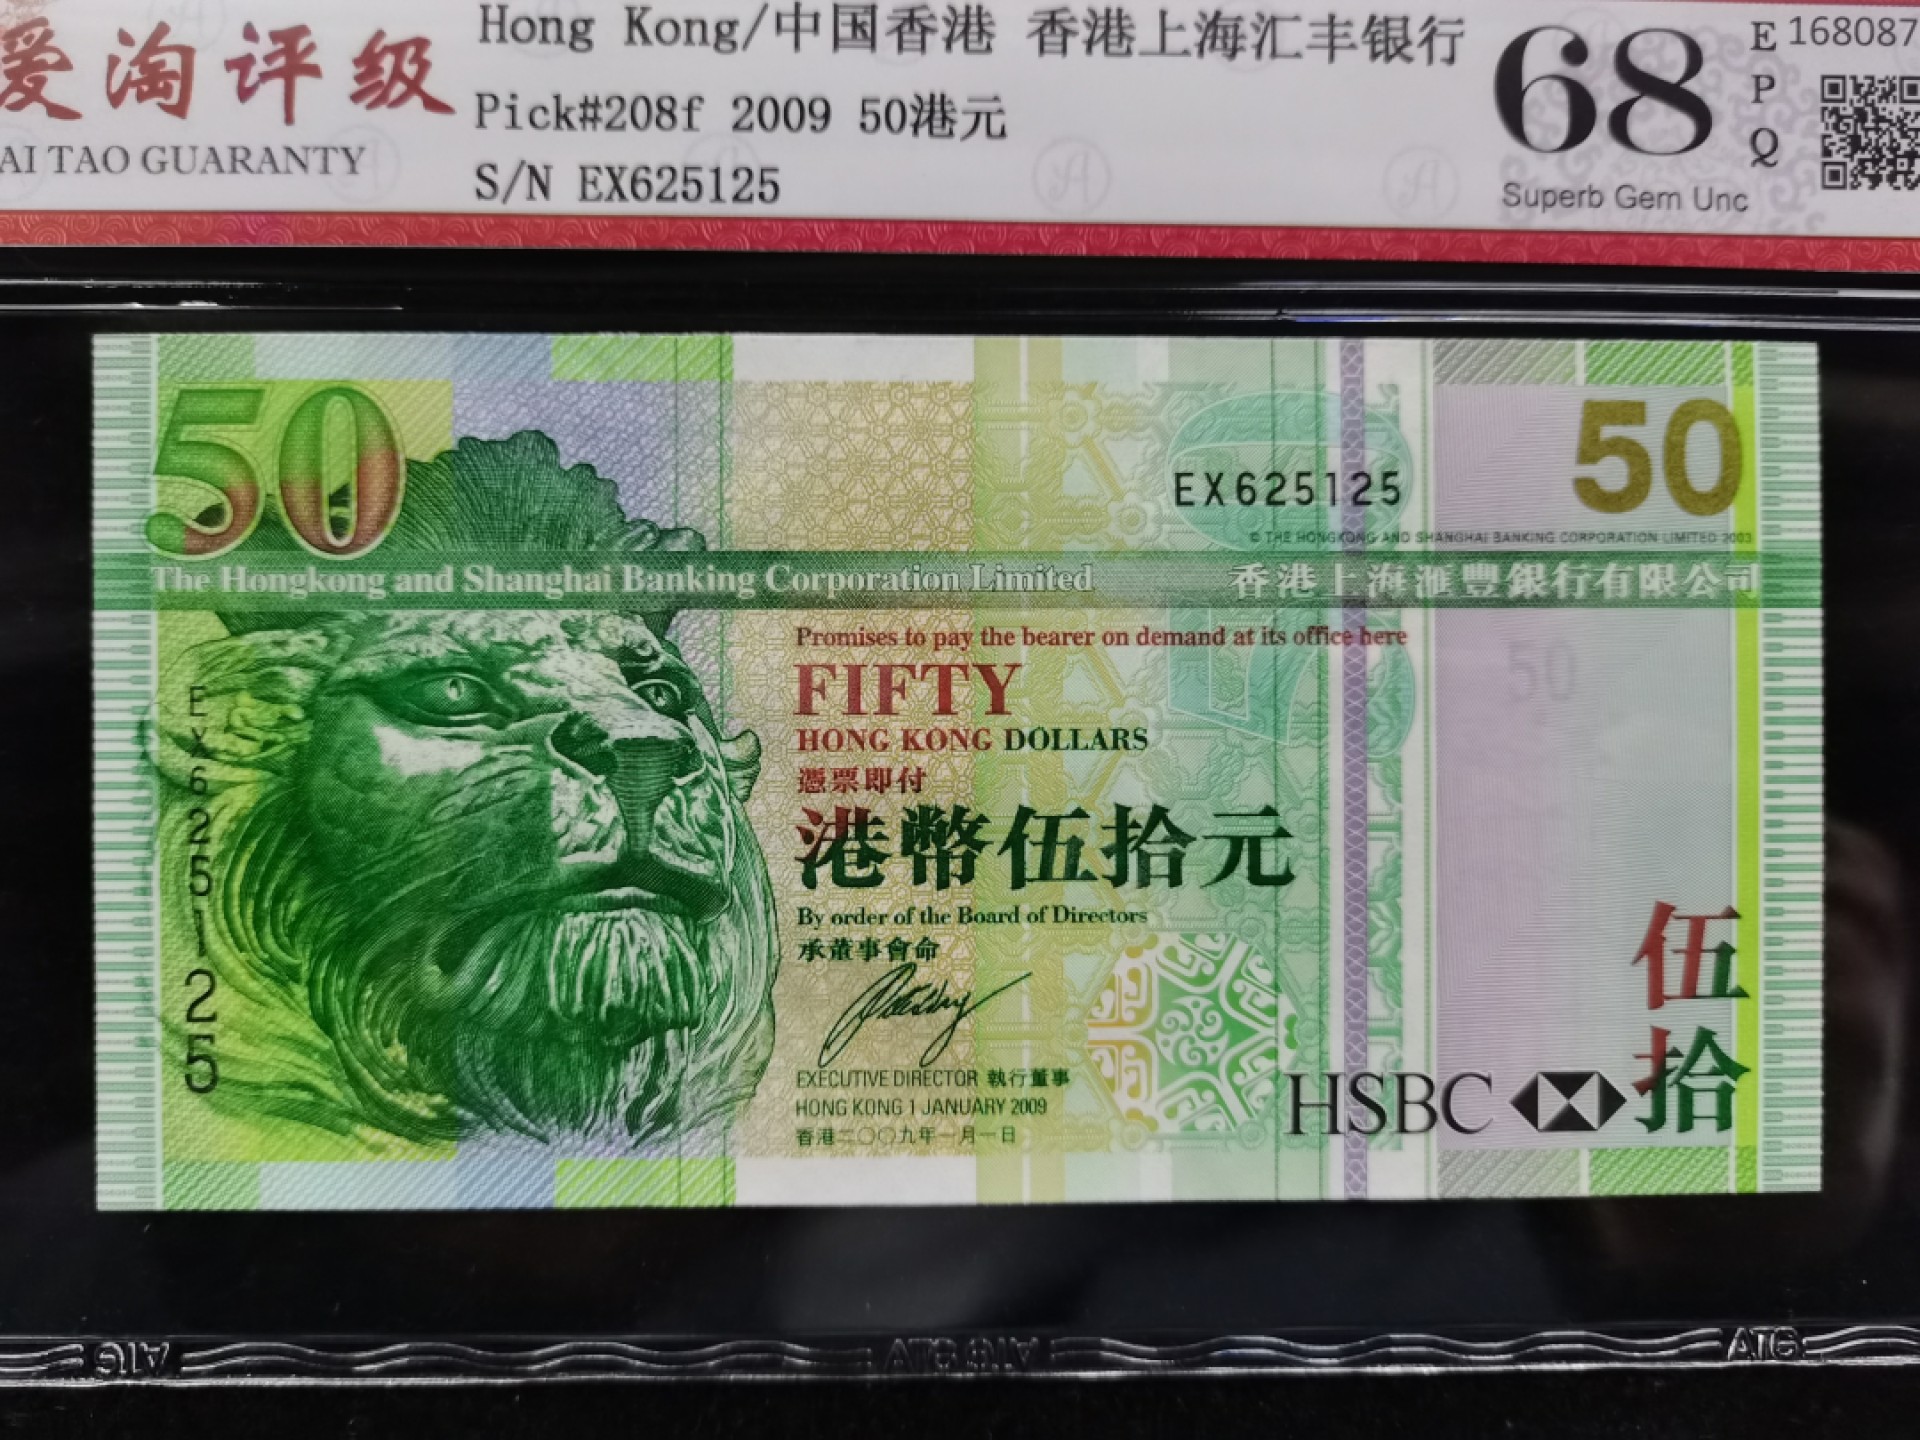 爱淘评级
AI TAO GUARANTY
Hong Kong/中国香港 香港上海汇丰银行
Pick#208f 2009 50港元
S/N EX625125
68
EPQ
Superb Gem Unc
168087
50
EX625125
50
© THE HONGKONG AND SHANGHAI BANKING CORPORATION LIMITED 2003
The Hongkong and Shanghai Banking Corporation Limited
香港上海滙豐銀行有限公司
Promises to pay the bearer on demand at its office here
FIFTY
HONG KONG DOLLARS
憑票即付
港幣伍拾元
By order of the Board of Directors
承董事會命
EXECUTIVE DIRECTOR 執行董事
HONG KONG 1 JANUARY 2009
香港二〇〇九年一月一日
EX625125
50
HSBC
伍拾
ATG
ATG
ATG
ATG